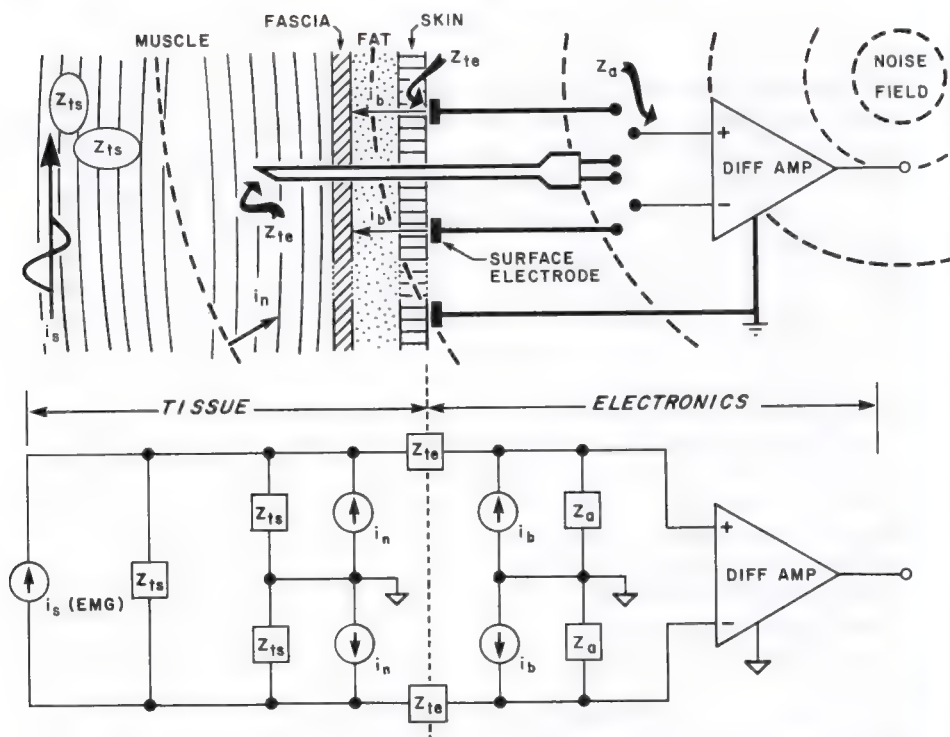 FASCIA
SKIN
MUSCLE
FAT
Zte
Za
NOISE
FIELD
Zts
ib
+
Zts
DIFF AMP
−
Zte
ib
SURFACE
ELECTRODE
in
is
TISSUE
ELECTRONICS
Zte
Zts
in
ib
Za
+
Zts
is (EMG)
DIFF AMP
Zts
in
ib
Za
−
Zte